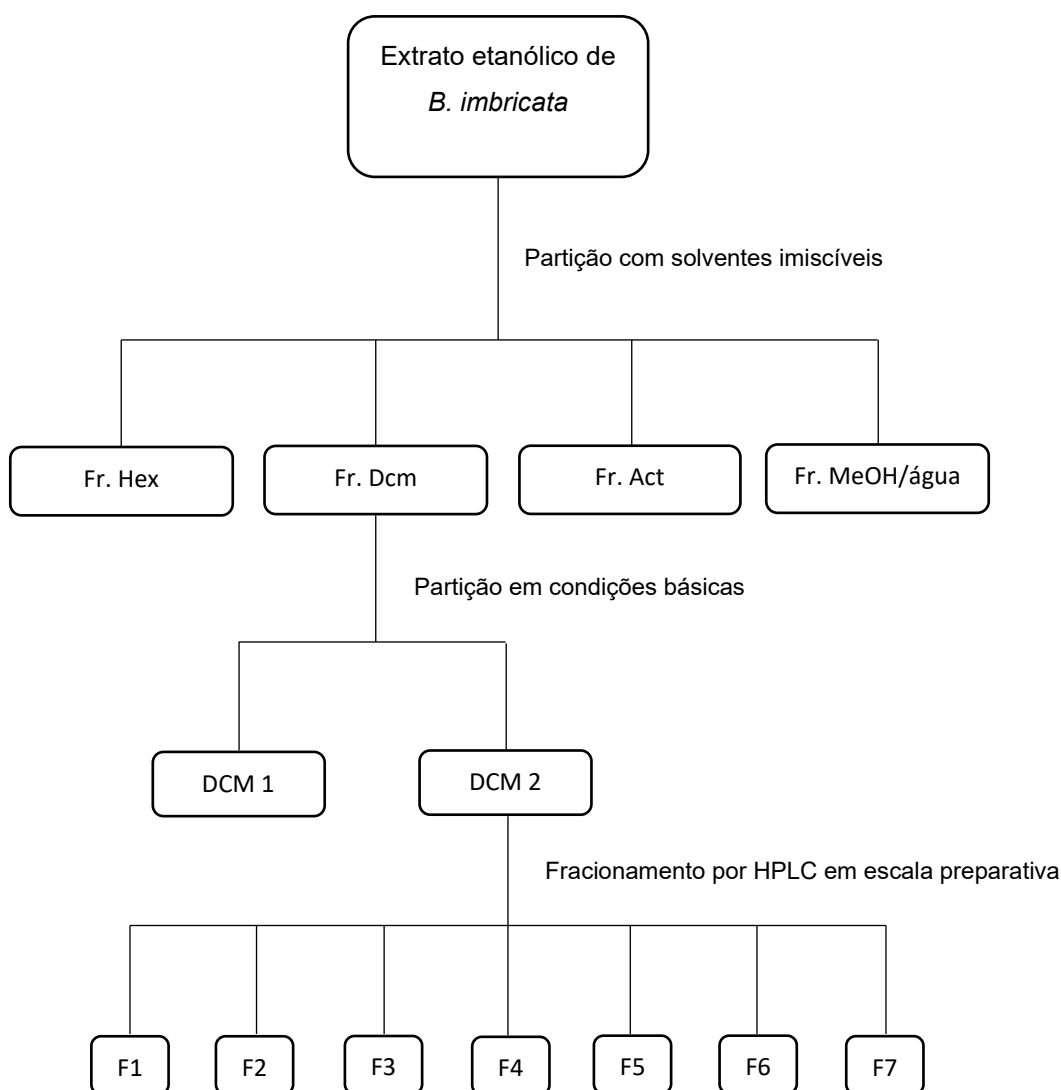 Extrato etanólico de
B. imbricata
Partição com solventes imiscíveis
Fr. Hex
Fr. Dcm
Fr. Act
Fr. MeOH/água
Partição em condições básicas
DCM 1
DCM 2
Fracionamento por HPLC em escala preparativa
F1
F2
F3
F4
F5
F6
F7